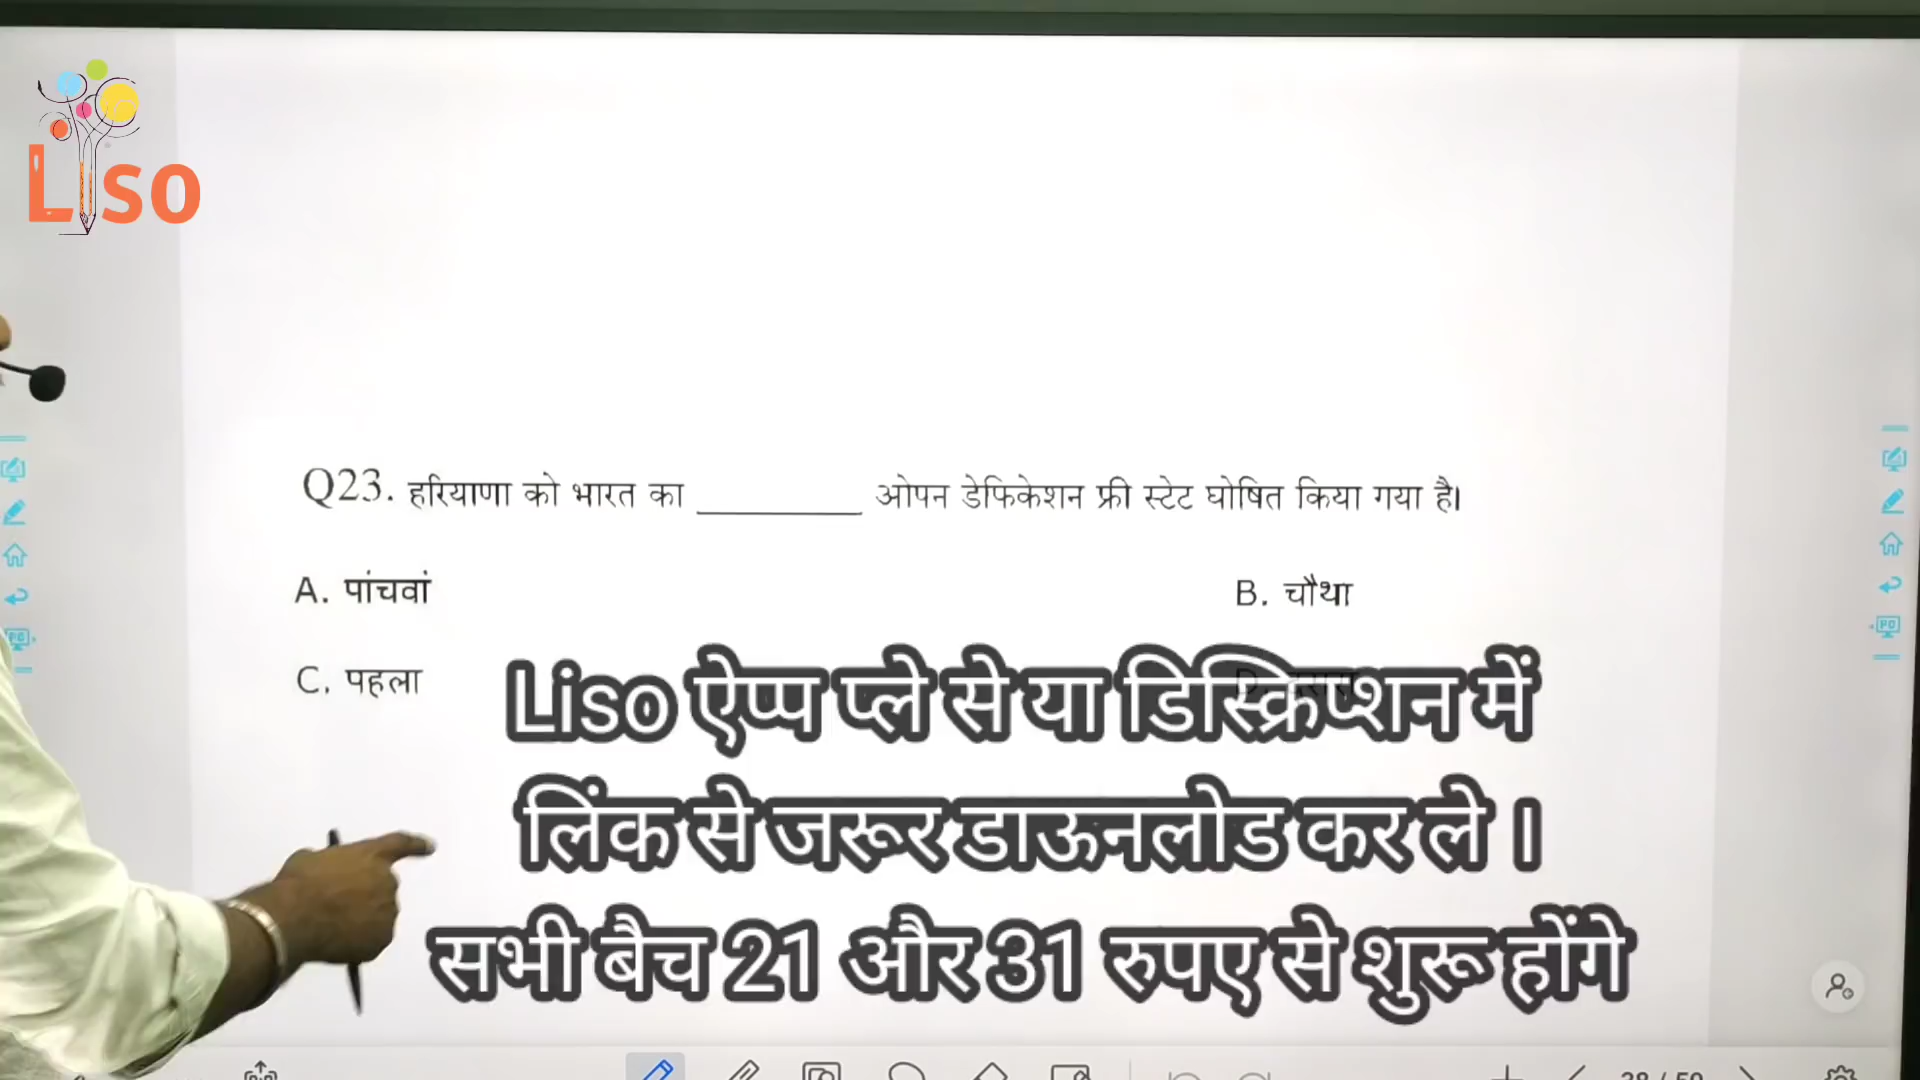 Liso
Q23. हरियाणा को भारत का ________ ओपन डेफिकेशन फ्री स्टेट घोषित किया गया है।
A. पांचवां
B. चौथा
C. पहला
D.
Liso ऐप्प प्ले से या डिस्क्रिप्शन में
लिंक से जरूर डाऊनलोड कर ले ।
सभी बैच 21 और 31 रुपए से शुरू होंगे